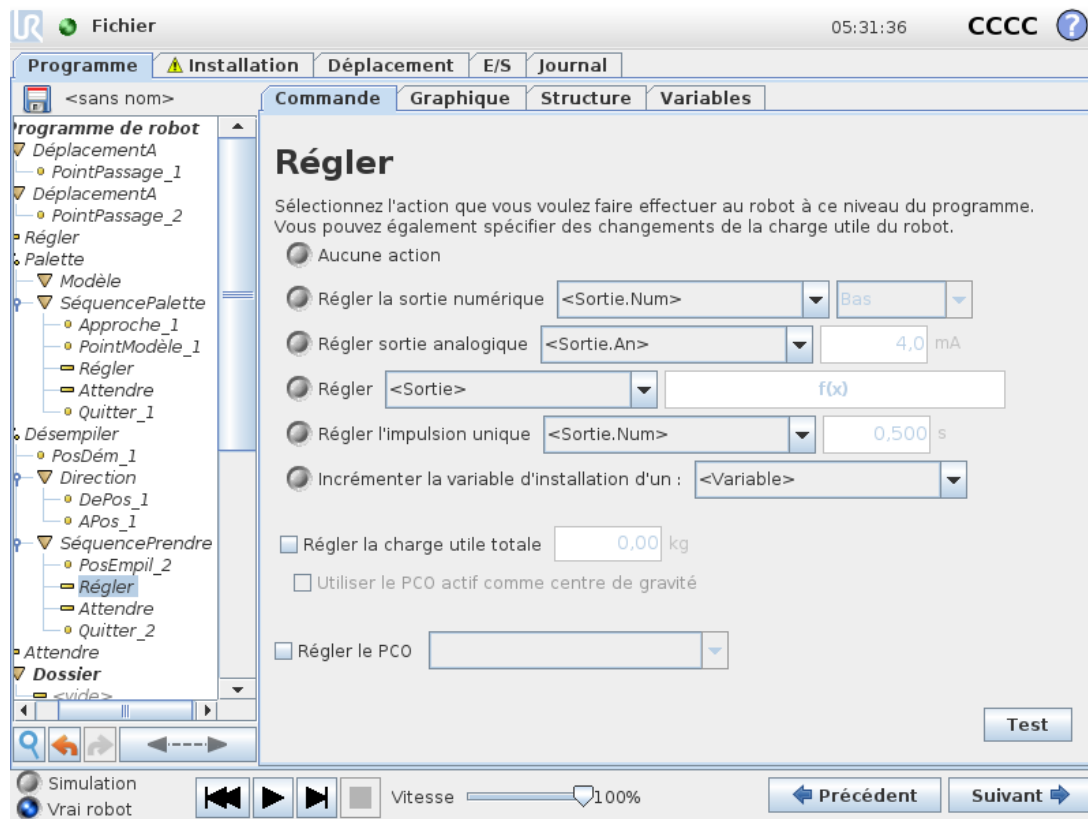 UR Fichier 05:31:36 CCCC ?
Programme Installation Déplacement E/S Journal
<sans nom> Commande Graphique Structure Variables
Programme de robot
DéplacementA
PointPassage_1
DéplacementA
PointPassage_2
Régler
Palette
Modèle
SéquencePalette
Approche_1
PointModèle_1
Régler
Attendre
Quitter_1
Désempiler
PosDém_1
Direction
DePos_1
APos_1
SéquencePrendre
PosEmpil_2
Régler
Attendre
Quitter_2
Attendre
Dossier
<vide>
Régler
Sélectionnez l'action que vous voulez faire effectuer au robot à ce niveau du programme.
Vous pouvez également spécifier des changements de la charge utile du robot.
Aucune action
Régler la sortie numérique <Sortie.Num> Bas
Régler sortie analogique <Sortie.An> 4,0 mA
Régler <Sortie> f(x)
Régler l'impulsion unique <Sortie.Num> 0,500 s
Incrémenter la variable d'installation d'un : <Variable>
Régler la charge utile totale 0,00 kg
Utiliser le PCO actif comme centre de gravité
Régler le PCO
Test
Simulation
Vrai robot
Vitesse 100%
Précédent Suivant